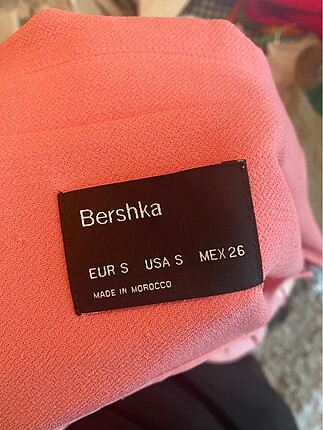 Bershka
EUR S USA S MEX 26
MADE IN MOROCCO